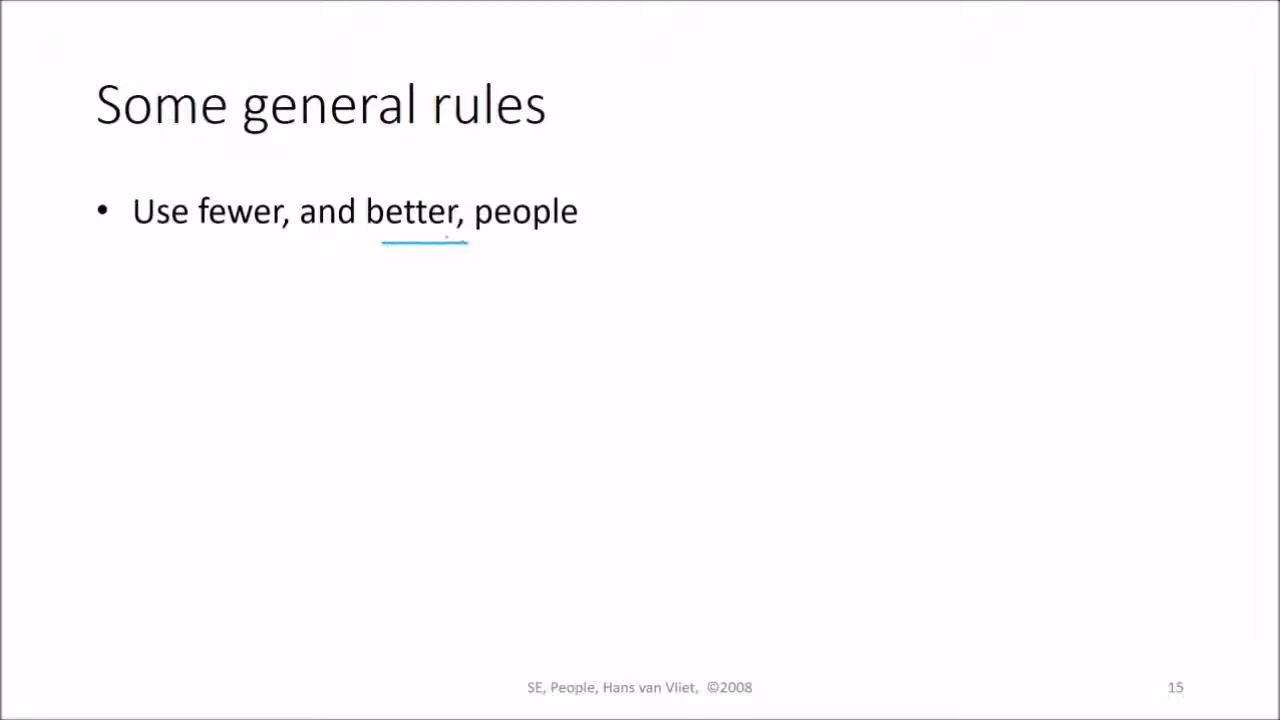 Some general rules
• Use fewer, and better, people
SE, People, Hans van Vliet, ©2008
15